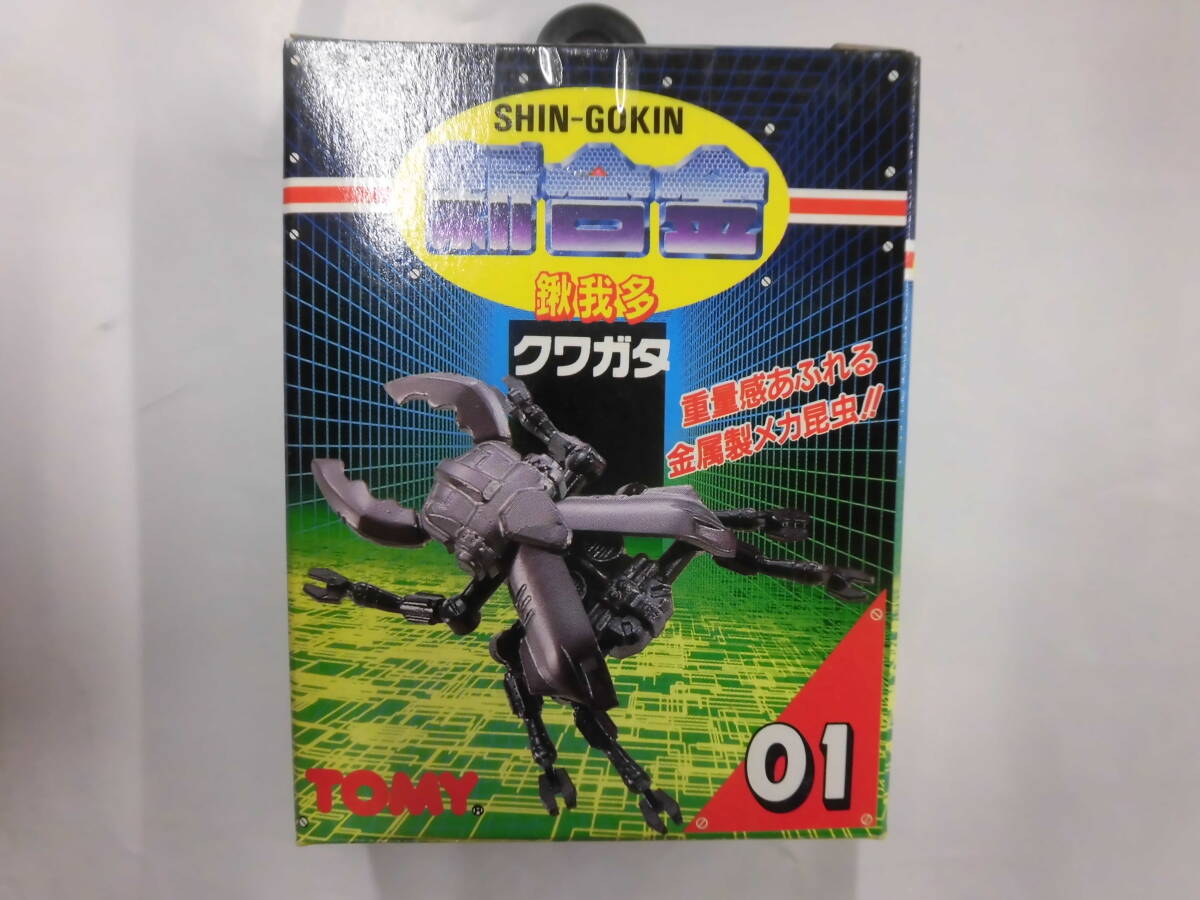 SHIN-GOKIN
新合金
鍬我多
クワガタ
重量感あふれる
金属製メカ昆虫!!
TOMY®
01